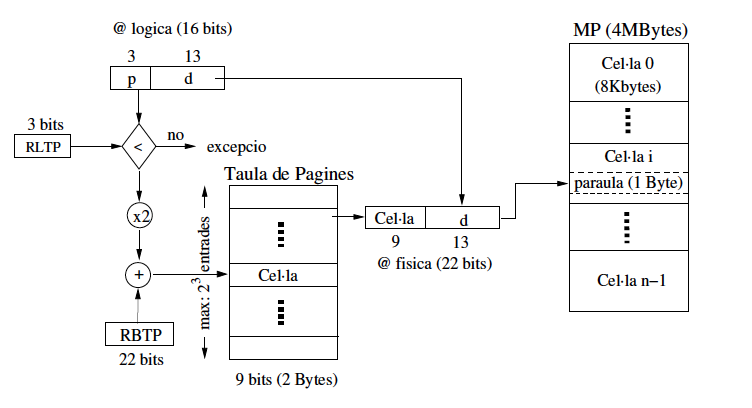 @ logica (16 bits)
3
13
p
d
3 bits
RLTP
<
no
excepcio
x2
+
RBTP
22 bits
Taula de Pagines
max: 2³ entrades
Cel·la
9 bits (2 Bytes)
Cel·la
d
9
13
@ fisica (22 bits)
MP (4MBytes)
Cel·la 0
(8Kbytes)
Cel·la i
paraula (1 Byte)
Cel·la n−1